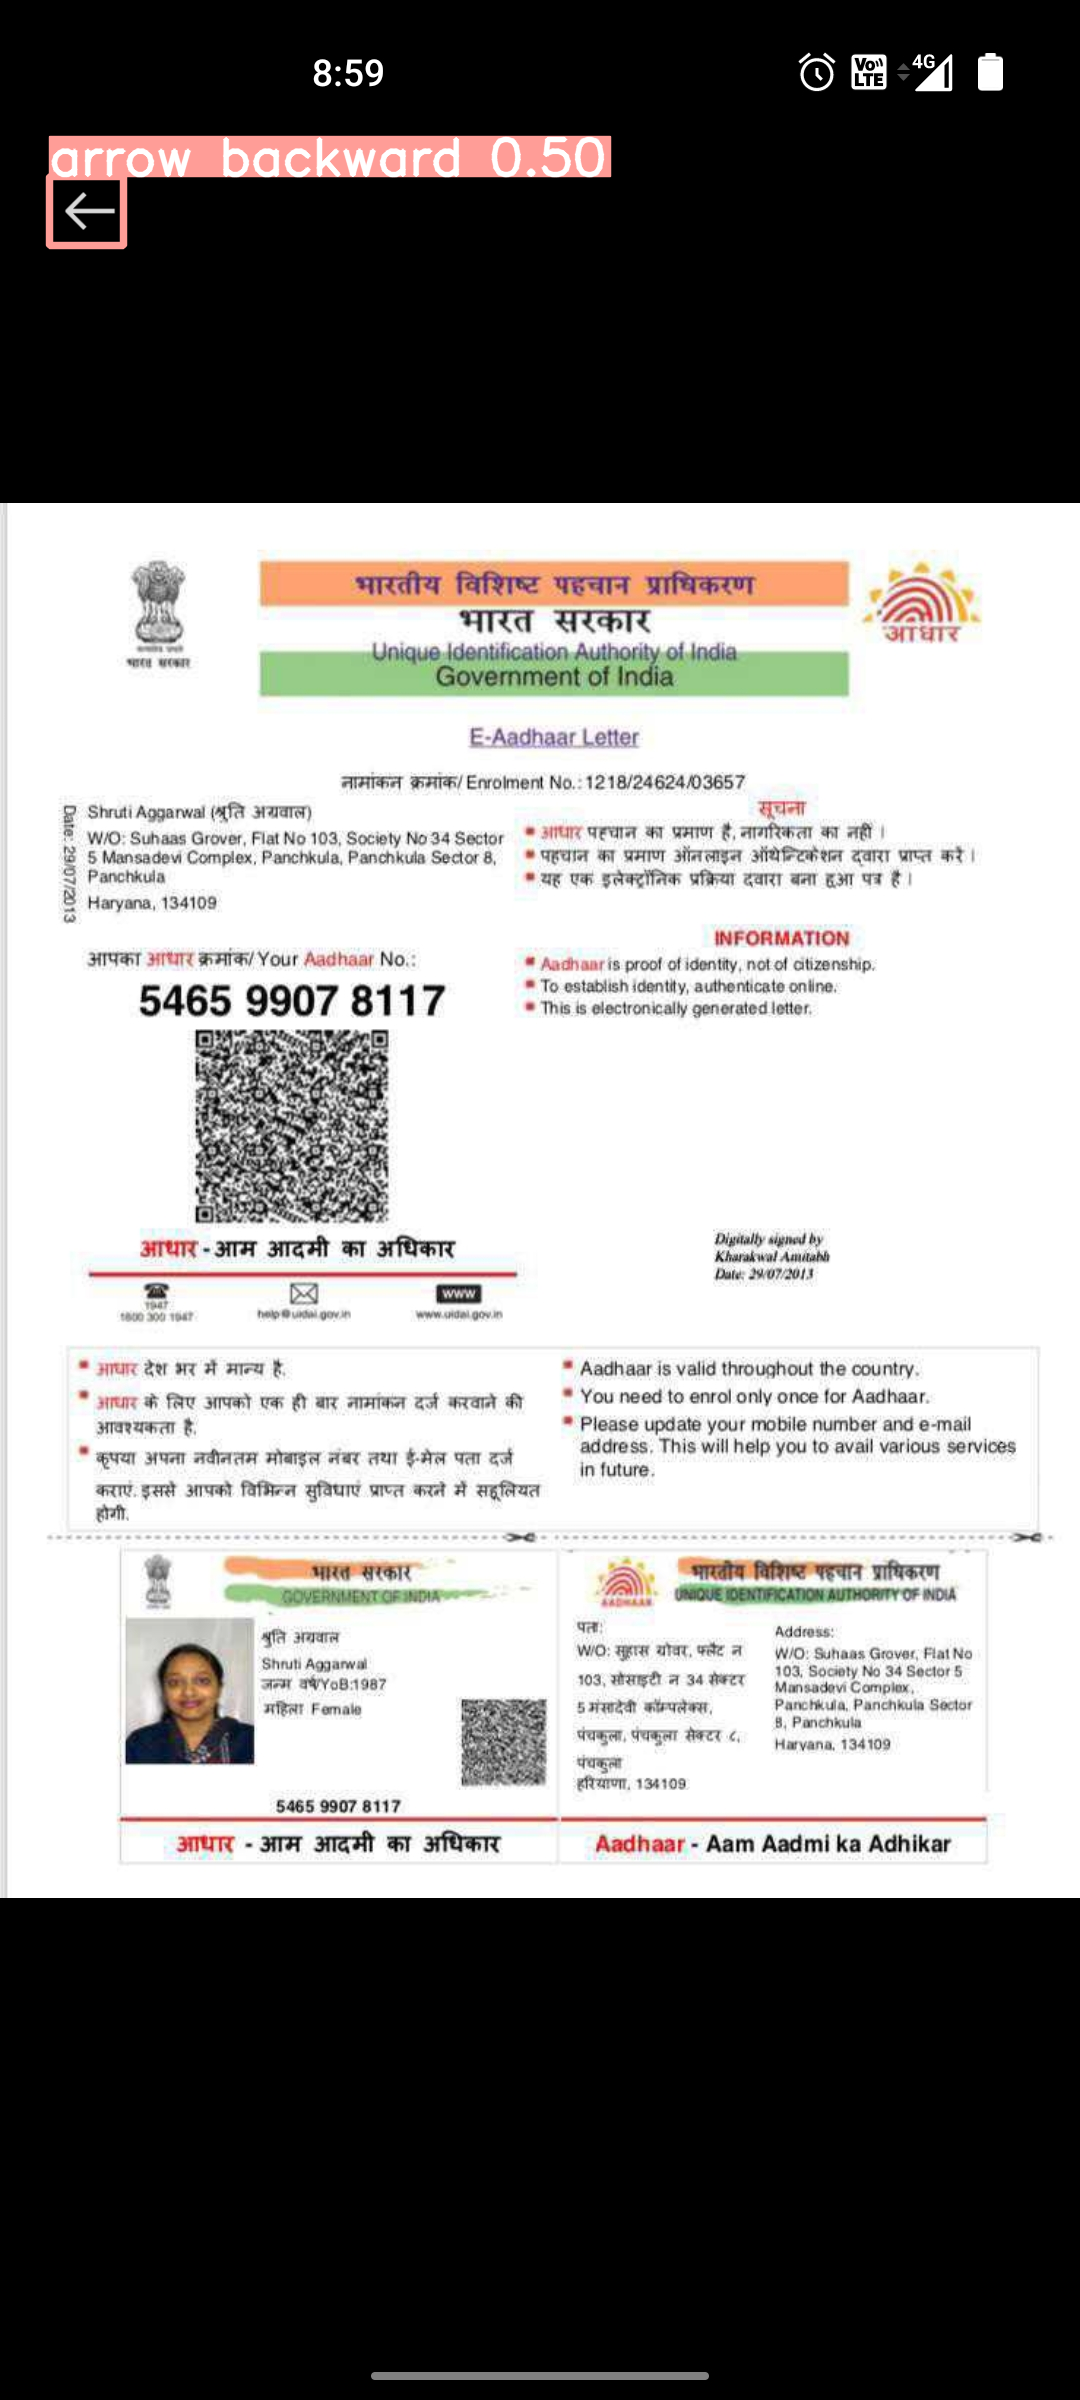 8:59
VoLTE 4G
arrow backward 0.50
भारतीय विशिष्ट पहचान प्राधिकरण
भारत सरकार
Unique Identification Authority of India
Government of India
भारत सरकार
आधार
E-Aadhaar Letter
नामांकन क्रमांक/ Enrolment No.: 1218/24624/03657
Date: 29/07/2013
Shruti Aggarwal (श्रुति अग्रवाल)
W/O: Suhaas Grover, Flat No 103, Society No 34 Sector
5 Mansadevi Complex, Panchkula, Panchkula Sector 8,
Panchkula
Haryana, 134109
सूचना
आधार पहचान का प्रमाण है, नागरिकता का नहीं ।
पहचान का प्रमाण ऑनलाइन ऑथेन्टिकेशन द्वारा प्राप्त करें ।
यह एक इलेक्ट्रॉनिक प्रक्रिया द्वारा बना हुआ पत्र है ।
आपका आधार क्रमांक/ Your Aadhaar No.:
5465 9907 8117
INFORMATION
Aadhaar is proof of identity, not of citizenship.
To establish identity, authenticate online.
This is electronically generated letter.
आधार - आम आदमी का अधिकार
Digitally signed by
Kharakwal Amitabh
Date: 29/07/2013
1947
1800 300 1947
help@uidai.gov.in
www
www.uidai.gov.in
आधार देश भर में मान्य है.
आधार के लिए आपको एक ही बार नामांकन दर्ज करवाने की
आवश्यकता है.
कृपया अपना नवीनतम मोबाइल नंबर तथा ई-मेल पता दर्ज
कराएं. इससे आपको विभिन्न सुविधाएं प्राप्त करने में सहूलियत
होगी.
Aadhaar is valid throughout the country.
You need to enrol only once for Aadhaar.
Please update your mobile number and e-mail
address. This will help you to avail various services
in future.
भारत सरकार
GOVERNMENT OF INDIA
श्रुति अग्रवाल
Shruti Aggarwal
जन्म वर्ष/YoB:1987
महिला Female
5465 9907 8117
आधार - आम आदमी का अधिकार
AADHAAR
भारतीय विशिष्ट पहचान प्राधिकरण
UNIQUE IDENTIFICATION AUTHORITY OF INDIA
पता:
W/O: सुहास ग्रोवर, फ्लैट न
103, सोसाइटी न 34 सेक्टर
5 मंसादेवी कॉम्पलेक्स,
पंचकुला, पंचकुला सेक्टर ८,
पंचकुला
हरियाणा, 134109
Address:
W/O: Suhaas Grover, Flat No
103, Society No 34 Sector 5
Mansadevi Complex,
Panchkula, Panchkula Sector
8, Panchkula
Haryana, 134109
Aadhaar - Aam Aadmi ka Adhikar